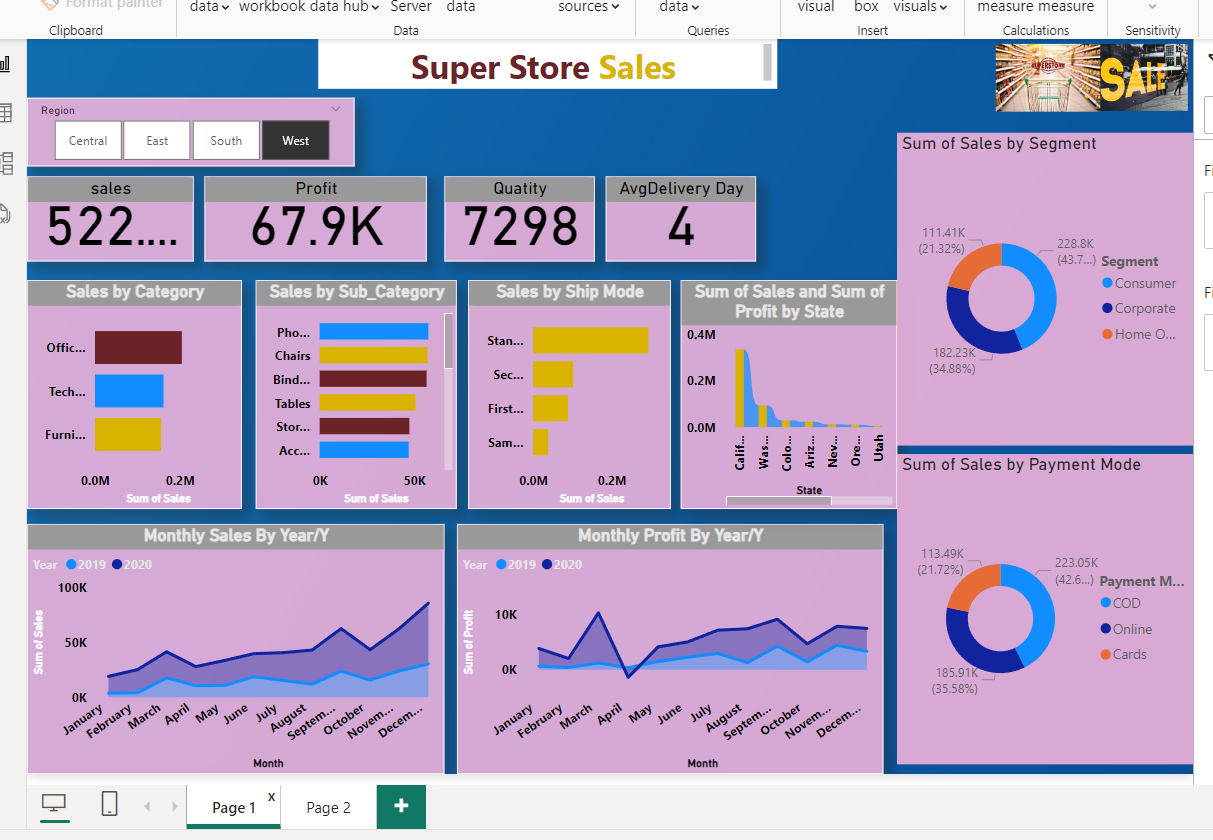 Format painter
data
workbook
data hub
Server
data
sources
data
visual
box
visuals
measure
measure
Clipboard
Data
Queries
Insert
Calculations
Sensitivity
Super Store Sales
SUPERSTORE
SALE
Region
Central
East
South
West
sales
522....
Profit
67.9K
Quatity
7298
AvgDelivery Day
4
Sum of Sales by Segment
111.41K
(21.32%)
228.8K
(43.7...)
182.23K
(34.88%)
Segment
Consumer
Corporate
Home O...
Sales by Category
Offic...
Tech...
Furni...
0.0M
0.2M
Sum of Sales
Sales by Sub_Category
Pho...
Chairs
Bind...
Tables
Stor...
Acc...
0K
50K
Sum of Sales
Sales by Ship Mode
Stan...
Sec...
First...
Sam...
0.0M
0.2M
Sum of Sales
Sum of Sales and Sum of
Profit by State
0.4M
0.2M
0.0M
Calif...
Was...
Colo...
Ariz...
Nev...
Ore...
Utah
State
Sum of Sales by Payment Mode
113.49K
(21.72%)
223.05K
(42.6...)
185.91K
(35.58%)
Payment M...
COD
Online
Cards
Monthly Sales By Year/Y
Year
2019
2020
Sum of Sales
100K
50K
0K
January
February
March
April
May
June
July
August
Septem...
October
Novem...
Decem...
Month
Monthly Profit By Year/Y
Year
2019
2020
Sum of Profit
10K
0K
January
February
March
April
May
June
July
August
Septem...
October
Novem...
Decem...
Month
Page 1
x
Page 2
+